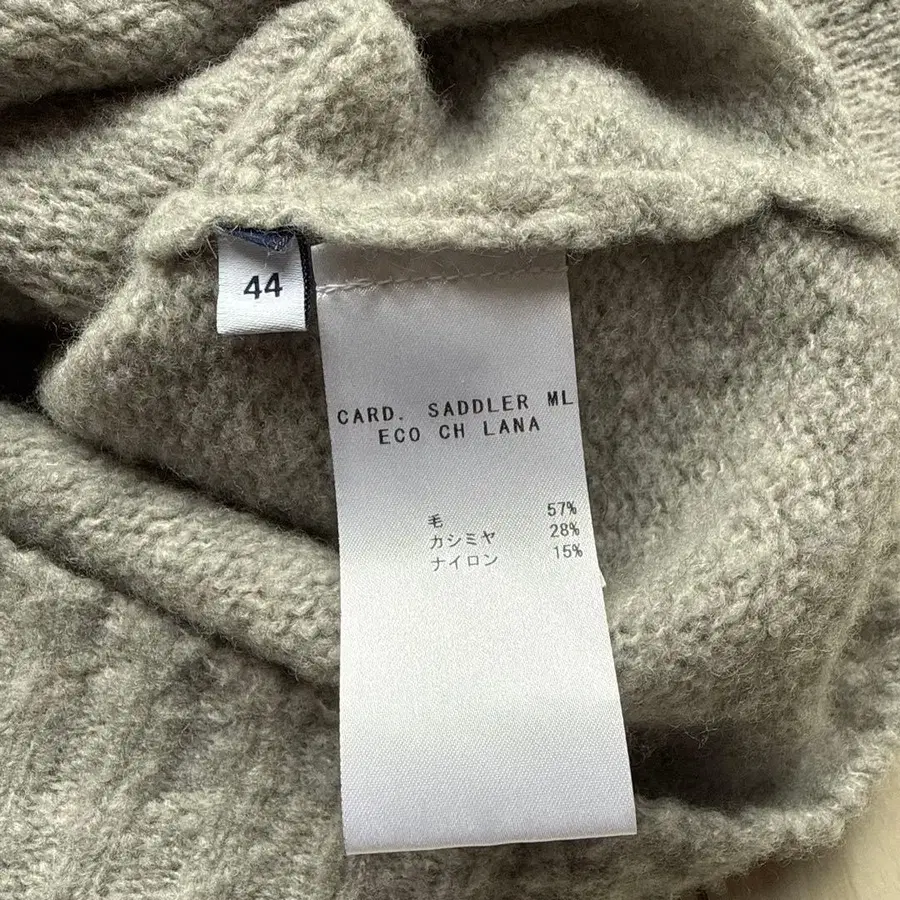 44
CARD. SADDLER ML
ECO CH LANA
毛 57%
カシミヤ 28%
ナイロン 15%